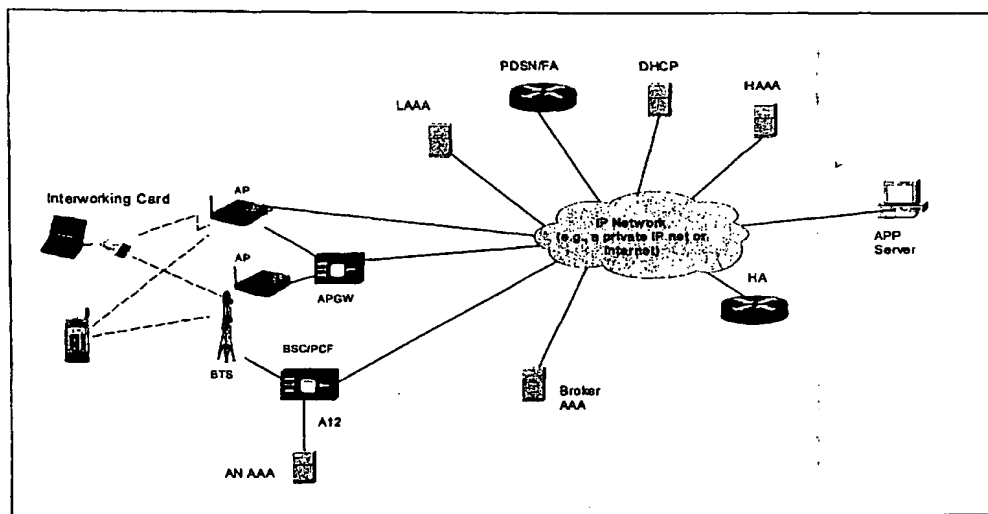 PDSN/FA
DHCP
HAAA
LAAA
AP
Interworking Card
IP Network
(e.g., a private IP net or
Internet)
APP
Server
AP
APGW
HA
BSC/PCF
BTS
Broker
AAA
A12
AN AAA